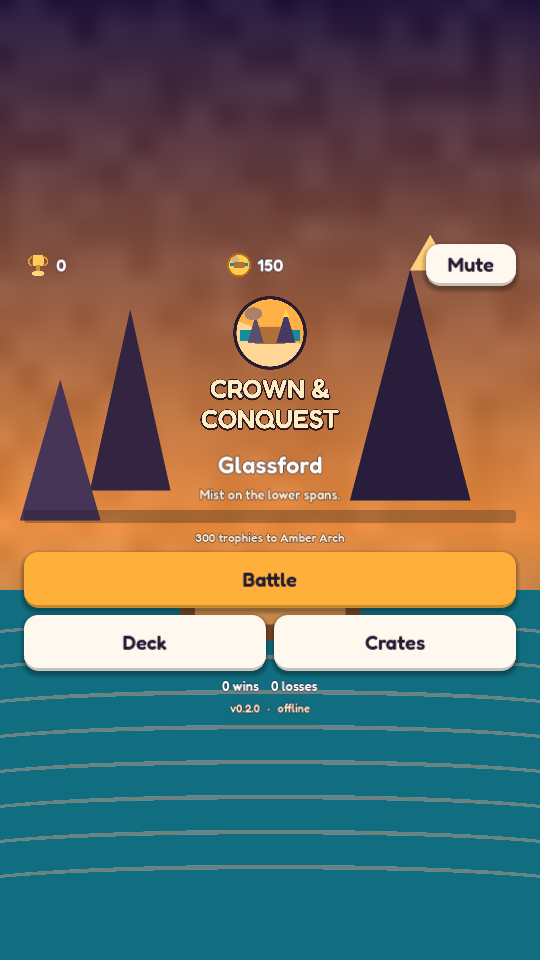 0
150
Mute
CROWN &
CONQUEST
Glassford
Mist on the lower spans.
300 trophies to Amber Arch
Battle
Deck
Crates
0 wins 0 losses
v0.2.0 · offline